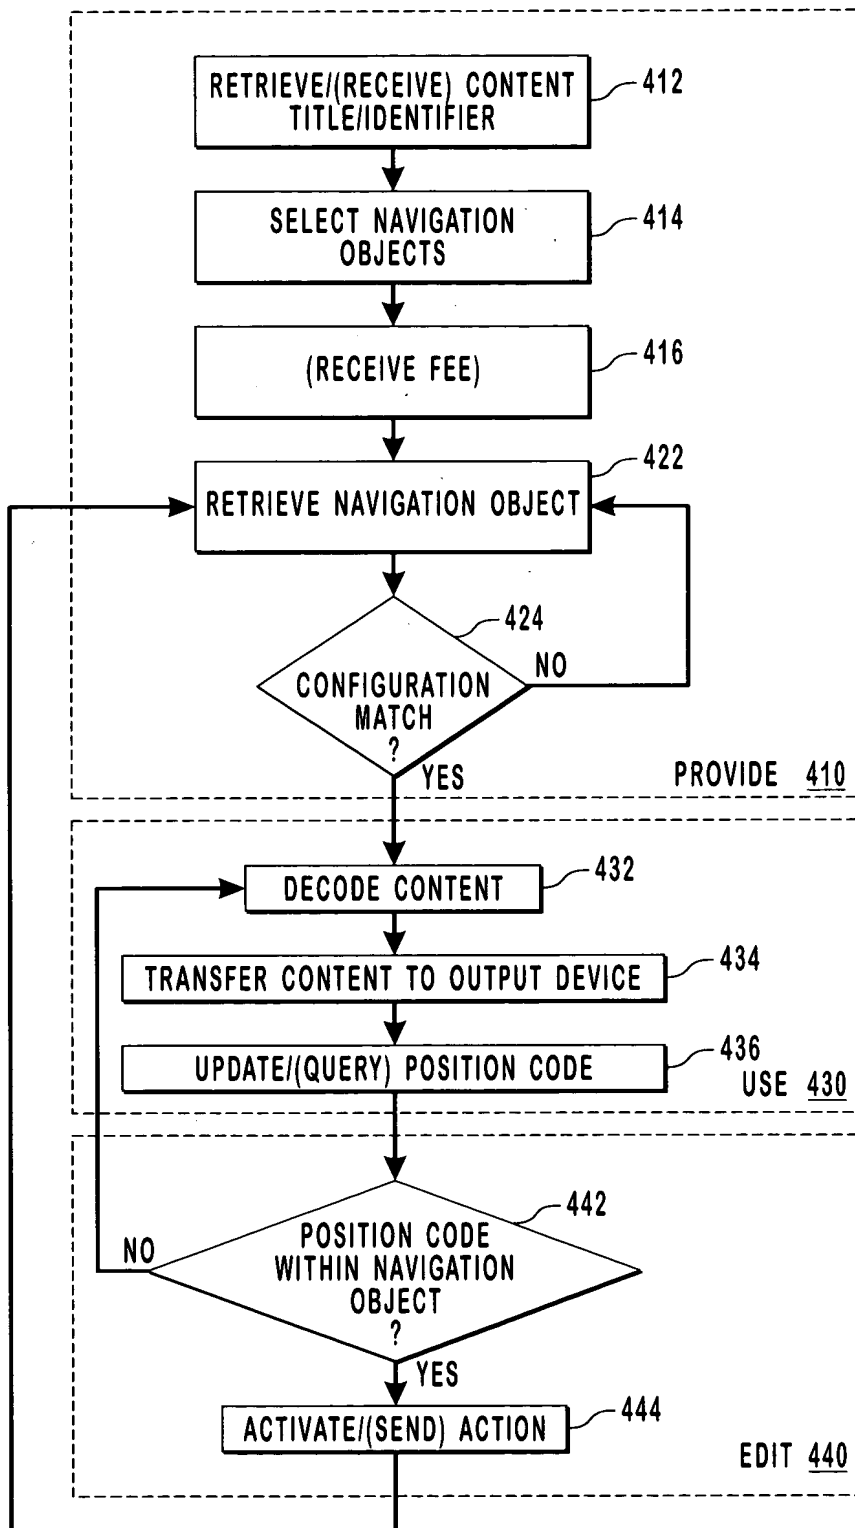 RETRIEVE/(RECEIVE) CONTENT
TITLE/IDENTIFIER
412
SELECT NAVIGATION
OBJECTS
414
(RECEIVE FEE)
416
422
RETRIEVE NAVIGATION OBJECT
424
CONFIGURATION
MATCH
?
NO
YES
PROVIDE 410
DECODE CONTENT
432
TRANSFER CONTENT TO OUTPUT DEVICE
434
UPDATE/(QUERY) POSITION CODE
436
USE 430
442
POSITION CODE
WITHIN NAVIGATION
OBJECT
?
NO
YES
ACTIVATE/(SEND) ACTION
444
EDIT 440